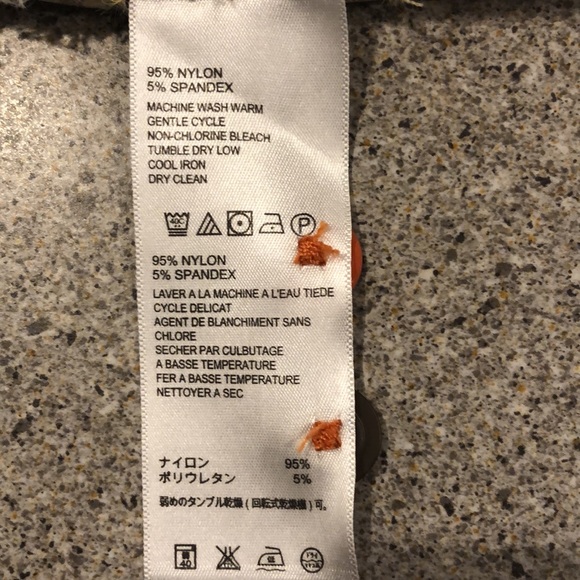 95% NYLON
5% SPANDEX
MACHINE WASH WARM
GENTLE CYCLE
NON-CHLORINE BLEACH
TUMBLE DRY LOW
COOL IRON
DRY CLEAN
40C
P
95% NYLON
5% SPANDEX
LAVER A LA MACHINE A L'EAU TIEDE
CYCLE DELICAT
AGENT DE BLANCHIMENT SANS
CHLORE
SECHER PAR CULBUTAGE
A BASSE TEMPERATURE
FER A BASSE TEMPERATURE
NETTOYER A SEC
ナイロン 95%
ポリウレタン 5%
弱めのタンブル乾燥（回転式乾燥機）可。
40